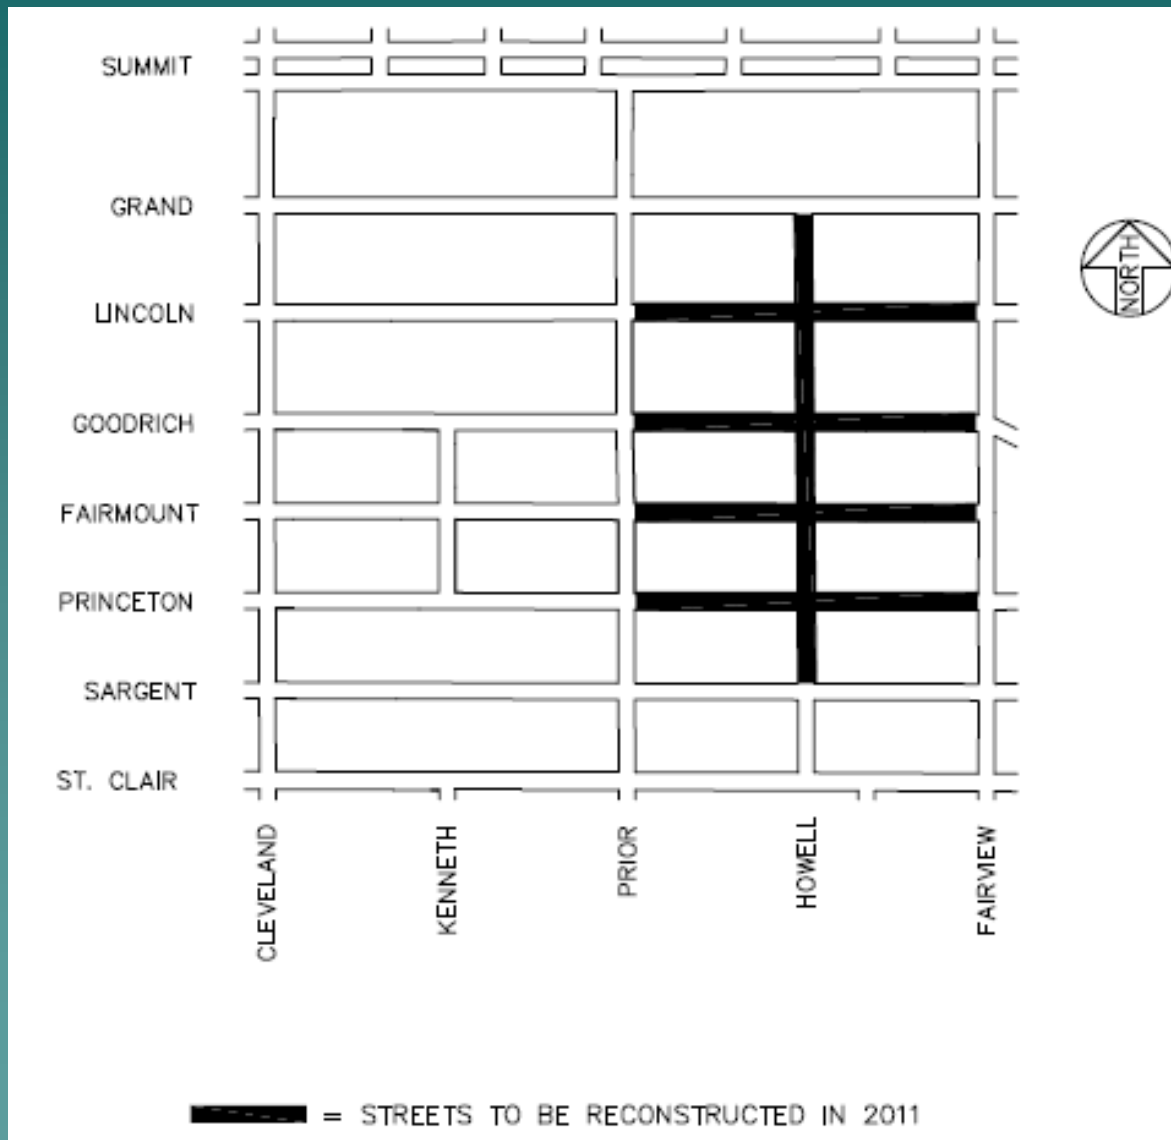 SUMMIT
GRAND
LINCOLN
NORTH
GOODRICH
FAIRMOUNT
PRINCETON
SARGENT
ST. CLAIR
CLEVELAND
KENNETH
PRIOR
HOWELL
FAIRVIEW
= STREETS TO BE RECONSTRUCTED IN 2011